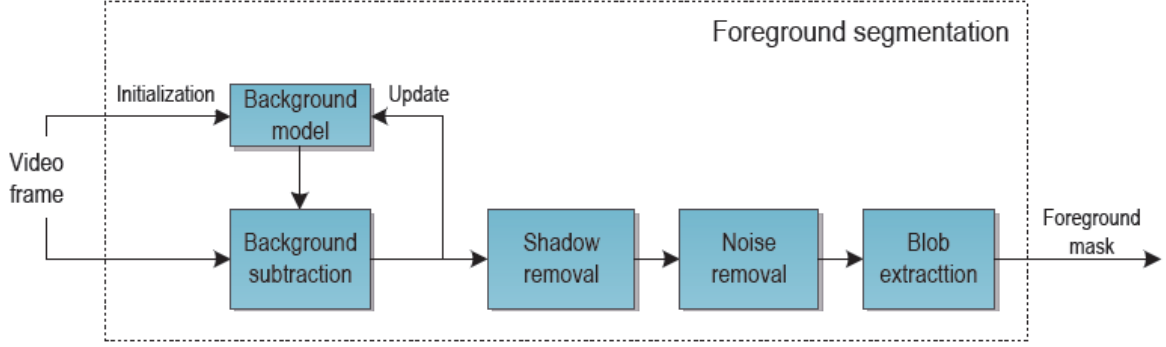 Foreground segmentation
Initialization
Background
model
Update
Video
frame
Background
subtraction
Shadow
removal
Noise
removal
Blob
extracttion
Foreground
mask